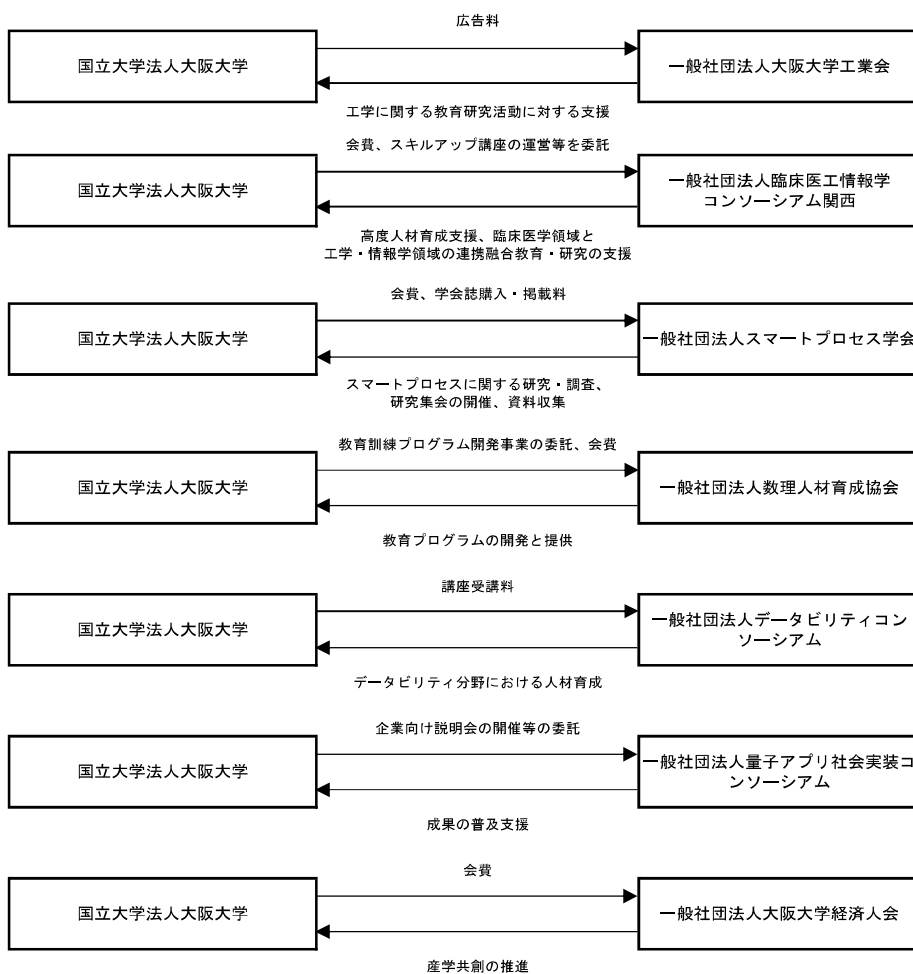 広告料
国立大学法人大阪大学
一般社団法人大阪大学工業会
工学に関する教育研究活動に対する支援
会費、スキルアップ講座の運営等を委託
国立大学法人大阪大学
一般社団法人臨床医工情報学
コンソーシアム関西
高度人材育成支援、臨床医学領域と
工学・情報学領域の連携融合教育・研究の支援
会費、学会誌購入・掲載料
国立大学法人大阪大学
一般社団法人スマートプロセス学会
スマートプロセスに関する研究・調査、
研究集会の開催、資料収集
教育訓練プログラム開発事業の委託、会費
国立大学法人大阪大学
一般社団法人数理人材育成協会
教育プログラムの開発と提供
講座受講料
国立大学法人大阪大学
一般社団法人データビリティコン
ソーシアム
データビリティ分野における人材育成
企業向け説明会の開催等の委託
国立大学法人大阪大学
一般社団法人量子アプリ社会実装コ
ンソーシアム
成果の普及支援
会費
国立大学法人大阪大学
一般社団法人大阪大学経済人会
産学共創の推進